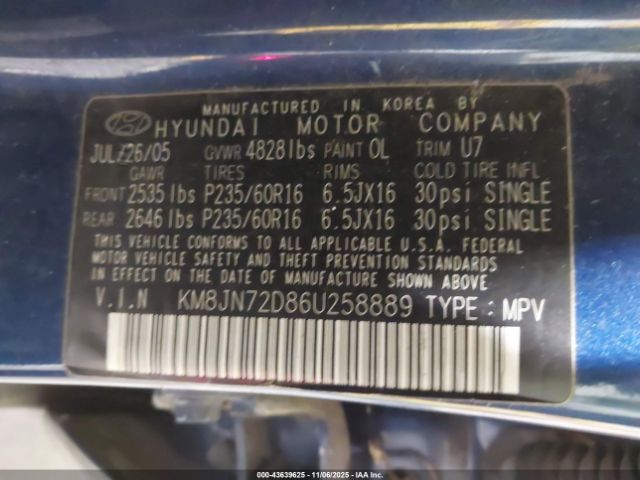 MANUFACTURED IN KOREA BY
HYUNDAI MOTOR COMPANY
JUL/26/05 GVWR 4828lbs PAINT OL TRIM U7
GAWR TIRES RIMS COLD TIRE INFL
FRONT 2535 lbs P235/60R16 6.5JX16 30psi SINGLE
REAR 2646 lbs P235/60R16 6.5JX16 30psi SINGLE
THIS VEHICLE CONFORMS TO ALL APPLICABLE U.S.A. FEDERAL
MOTOR VEHICLE SAFETY AND THEFT PREVENTION STANDARDS
IN EFFECT ON THE DATE OF MANUFACTURE SHOWN ABOVE.
V.I.N KM8JN72D86U258889 TYPE : MPV
000-43639625 - 11/06/2025 - IAA, Inc.